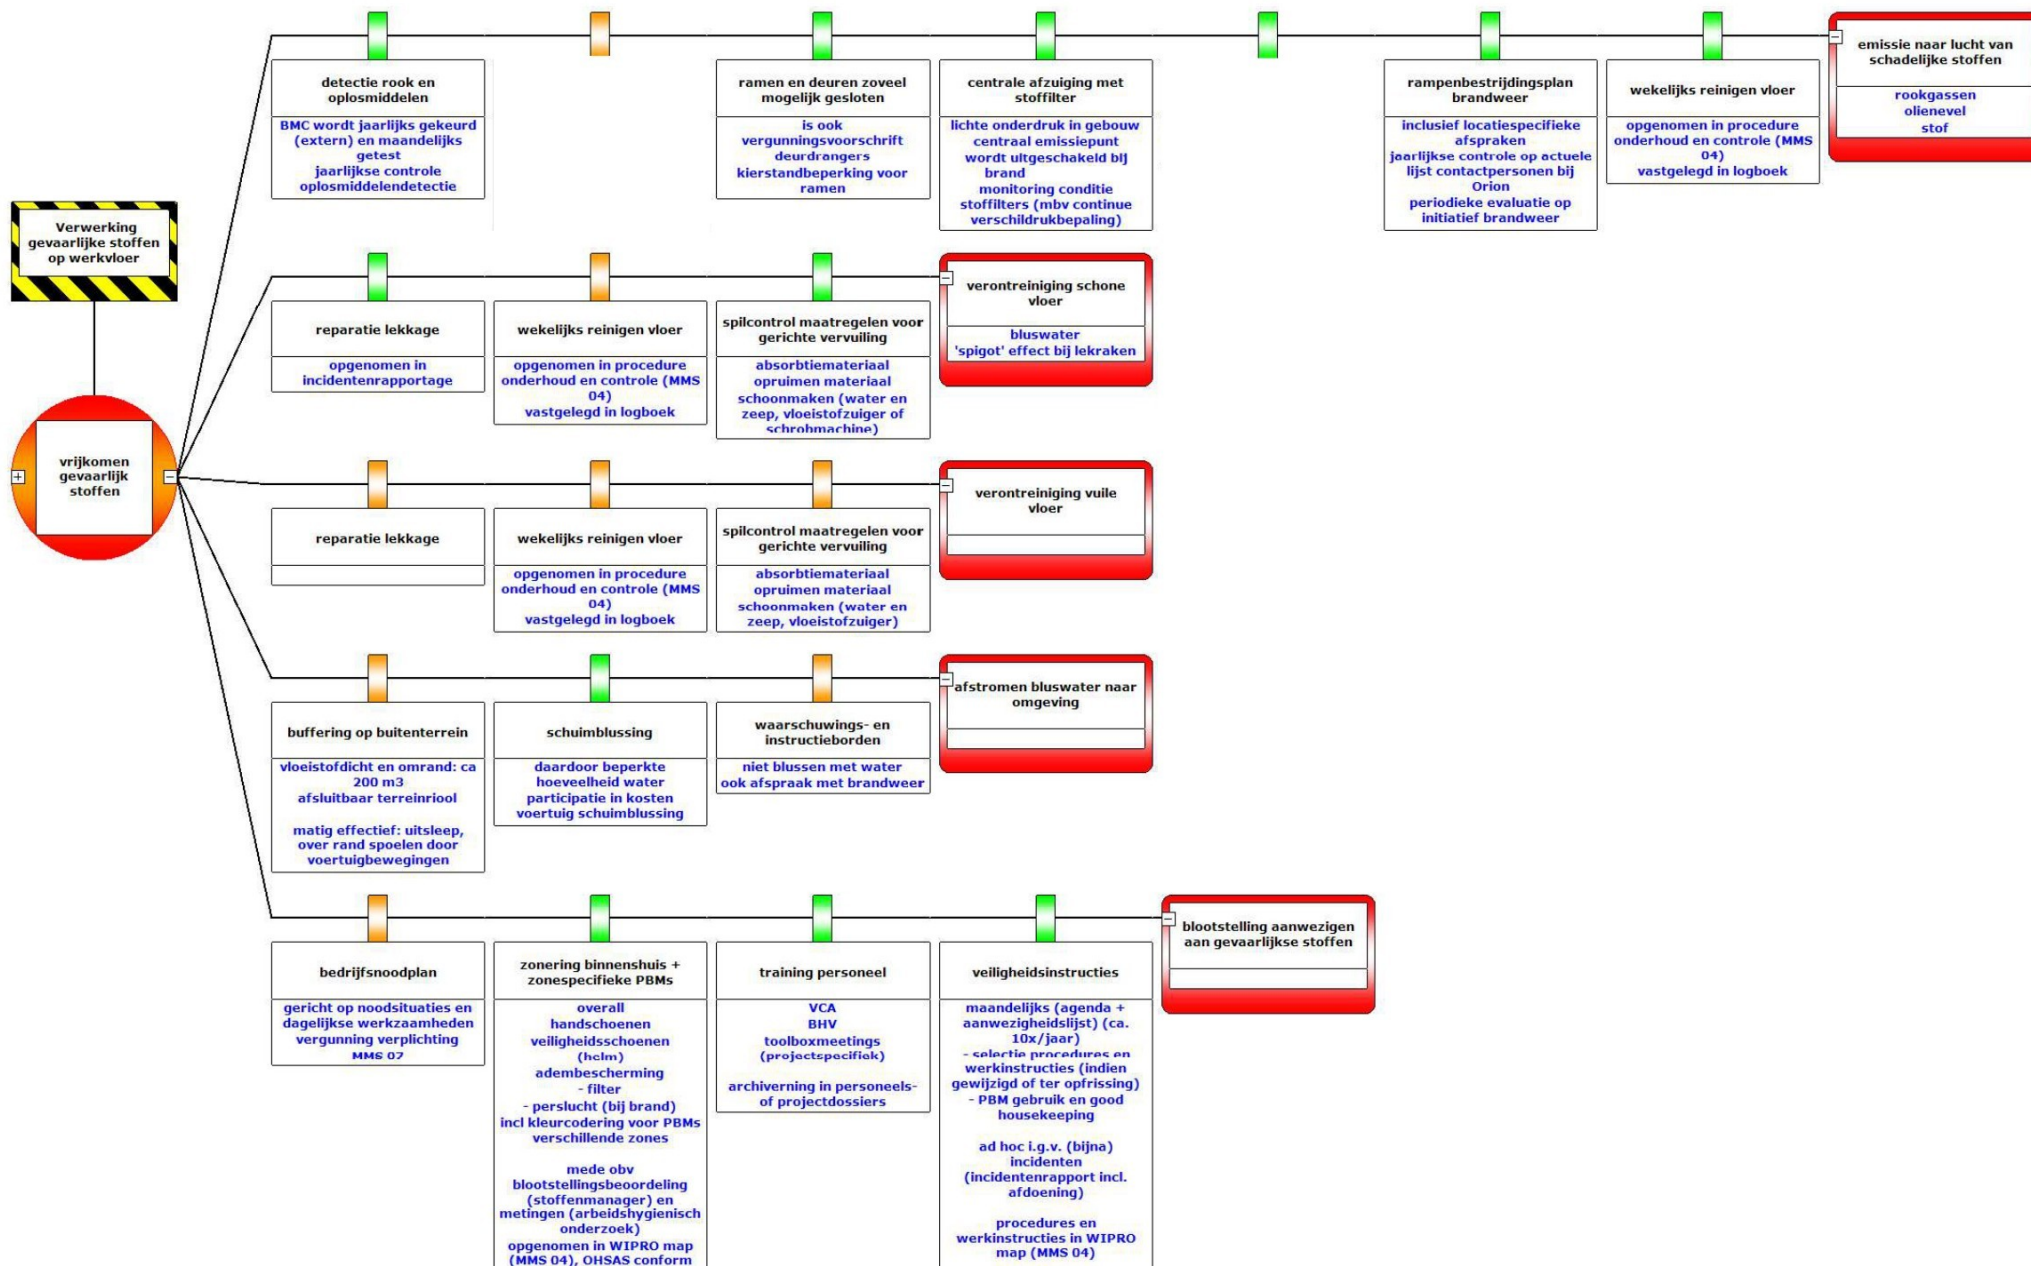 Verwerking
gevaarlijke stoffen
op werkvloer
vrijkomen
gevaarlijk
stoffen
detectie rook en
oplosmiddelen
BMC wordt jaarlijks gekeurd
(extern) en maandelijks
getest
jaarlijkse controle
oplosmiddelendetectie
ramen en deuren zoveel
mogelijk gesloten
is ook
vergunningsvoorschrift
deurdrangers
kierstandbeperking voor
ramen
centrale afzuiging met
stoffilter
lichte onderdruk in gebouw
centraal emissiepunt
wordt uitgeschakeld bij
brand
monitoring conditie
stoffilters (mbv continue
verschildrukbepaling)
rampenbestrijdingsplan
brandweer
inclusief locatiespecifieke
afspraken
jaarlijkse controle op actuele
lijst contactpersonen bij
Orion
periodieke evaluatie op
initiatief brandweer
wekelijks reinigen vloer
opgenomen in procedure
onderhoud en controle (MMS
04)
vastgelegd in logboek
emissie naar lucht van
schadelijke stoffen
rookgassen
olienevel
stof
reparatie lekkage
opgenomen in
incidentenrapportage
wekelijks reinigen vloer
opgenomen in procedure
onderhoud en controle (MMS
04)
vastgelegd in logboek
spilcontrol maatregelen voor
gerichte vervuiling
absorbtiemateriaal
opruimen materiaal
schoonmaken (water en
zeep, vloeistofzuiger of
schrobmachine)
verontreiniging schone
vloer
bluswater
'spigot' effect bij lekraken
reparatie lekkage
wekelijks reinigen vloer
opgenomen in procedure
onderhoud en controle (MMS
04)
vastgelegd in logboek
spilcontrol maatregelen voor
gerichte vervuiling
absorbtiemateriaal
opruimen materiaal
schoonmaken (water en
zeep, vloeistofzuiger)
verontreiniging vuile
vloer
buffering op buitenterrein
vloeistofdicht en omrand: ca
200 m3
afsluitbaar terreinriool
matig effectief: uitsleep,
over rand spoelen door
voertuigbewegingen
schuimblussing
daardoor beperkte
hoeveelheid water
participatie in kosten
voertuig schuimblussing
waarschuwings- en
instructieborden
niet blussen met water
ook afspraak met brandweer
afstromen bluswater naar
omgeving
bedrijfsnoodplan
gericht op noodsituaties en
dagelijkse werkzaamheden
vergunning verplichting
MMS 07
zonering binnenshuis +
zonespecifieke PBMs
overall
handschoenen
veiligheidsschoenen
(helm)
adembescherming
- filter
- perslucht (bij brand)
incl kleurcodering voor PBMs
verschillende zones
mede obv
blootstellingsbeoordeling
(stoffenmanager) en
metingen (arbeidshygienisch
onderzoek)
opgenomen in WIPRO map
(MMS 04), OHSAS conform
training personeel
VCA
BHV
toolboxmeetings
(projectspecifiek)
archiverning in personeels-
of projectdossiers
veiligheidsinstructies
maandelijks (agenda +
aanwezigheidslijst) (ca.
10x/jaar)
- selectie procedures en
werkinstructies (indien
gewijzigd of ter opfrissing)
- PBM gebruik en good
housekeeping
ad hoc i.g.v. (bijna)
incidenten
(incidentenrapport incl.
afdoening)
procedures en
werkinstructies in WIPRO
map (MMS 04)
blootstelling aanwezigen
aan gevaarlijkse stoffen